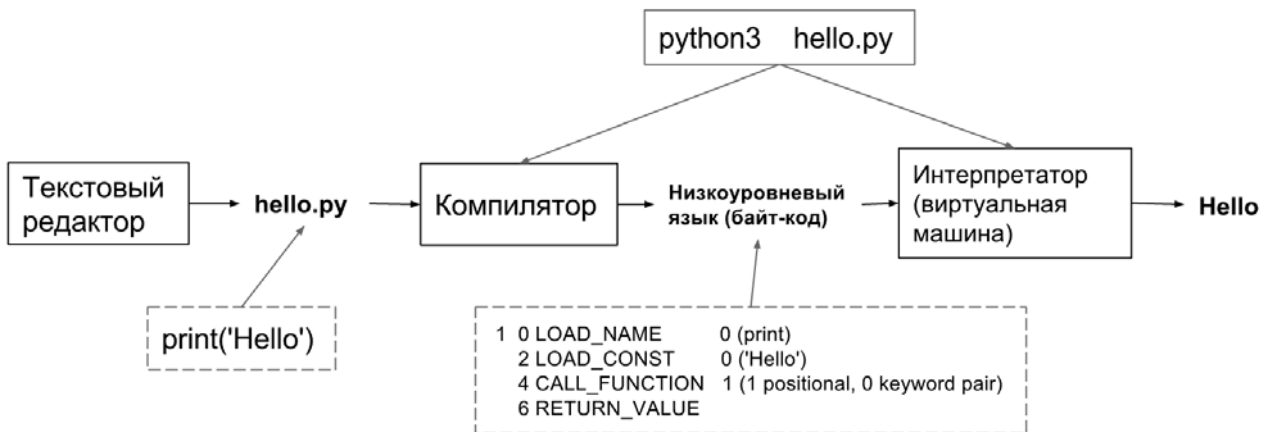 python3 hello.py
Текстовый
редактор
hello.py
Компилятор
Низкоуровневый
язык (байт-код)
Интерпретатор
(виртуальная
машина)
Hello
print('Hello')
1 0 LOAD_NAME 0 (print)
2 LOAD_CONST 0 ('Hello')
4 CALL_FUNCTION 1 (1 positional, 0 keyword pair)
6 RETURN_VALUE